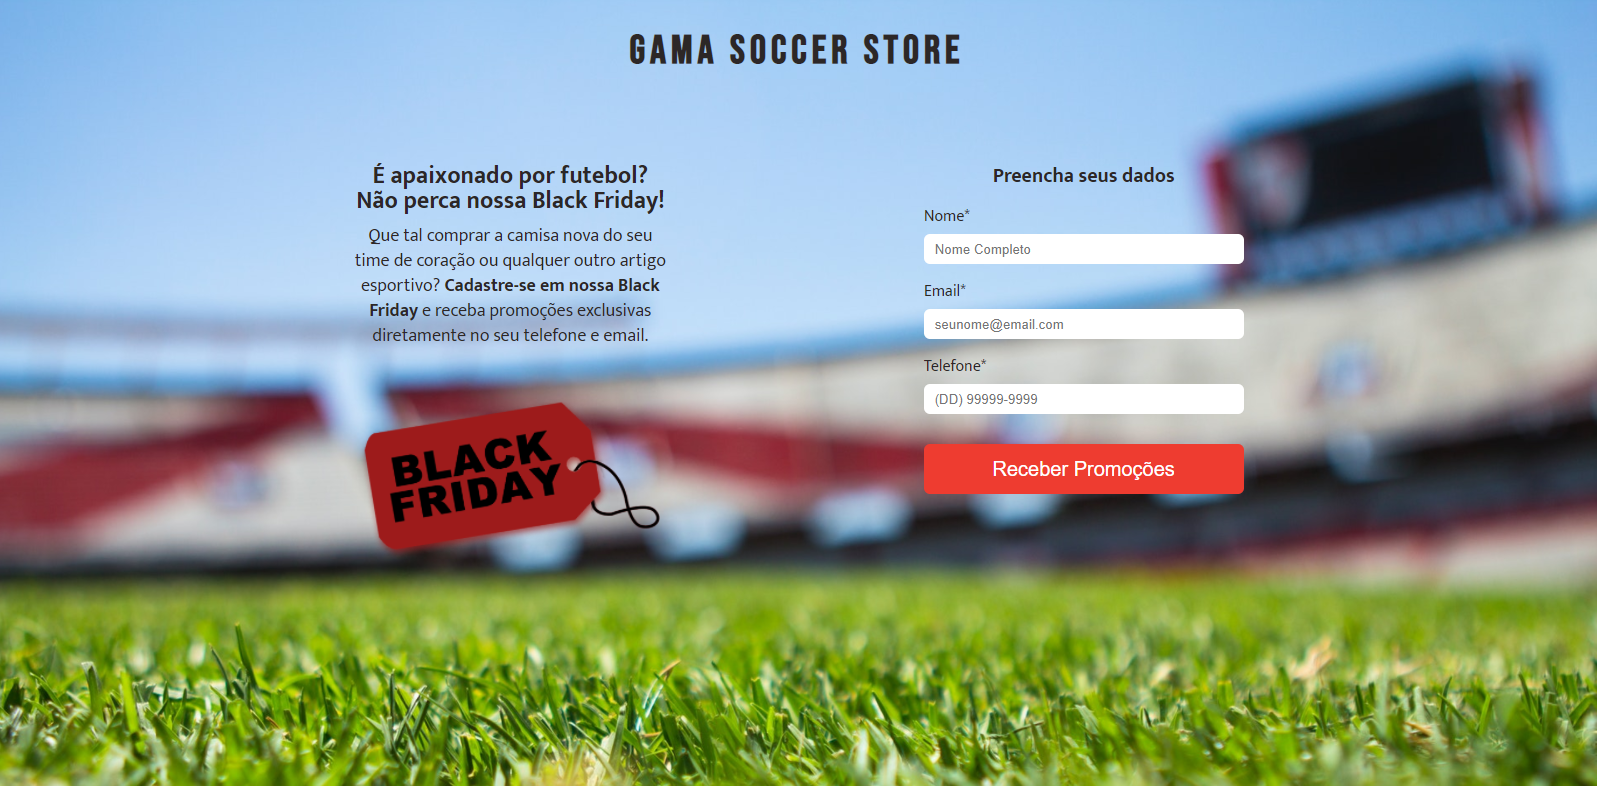 GAMA SOCCER STORE
É apaixonado por futebol?
Não perca nossa Black Friday!
Que tal comprar a camisa nova do seu
time de coração ou qualquer outro artigo
esportivo? Cadastre-se em nossa Black
Friday e receba promoções exclusivas
diretamente no seu telefone e email.
BLACK
FRIDAY
Preencha seus dados
Nome*
Nome Completo
Email*
seunome@email.com
Telefone*
(DD) 99999-9999
Receber Promoções